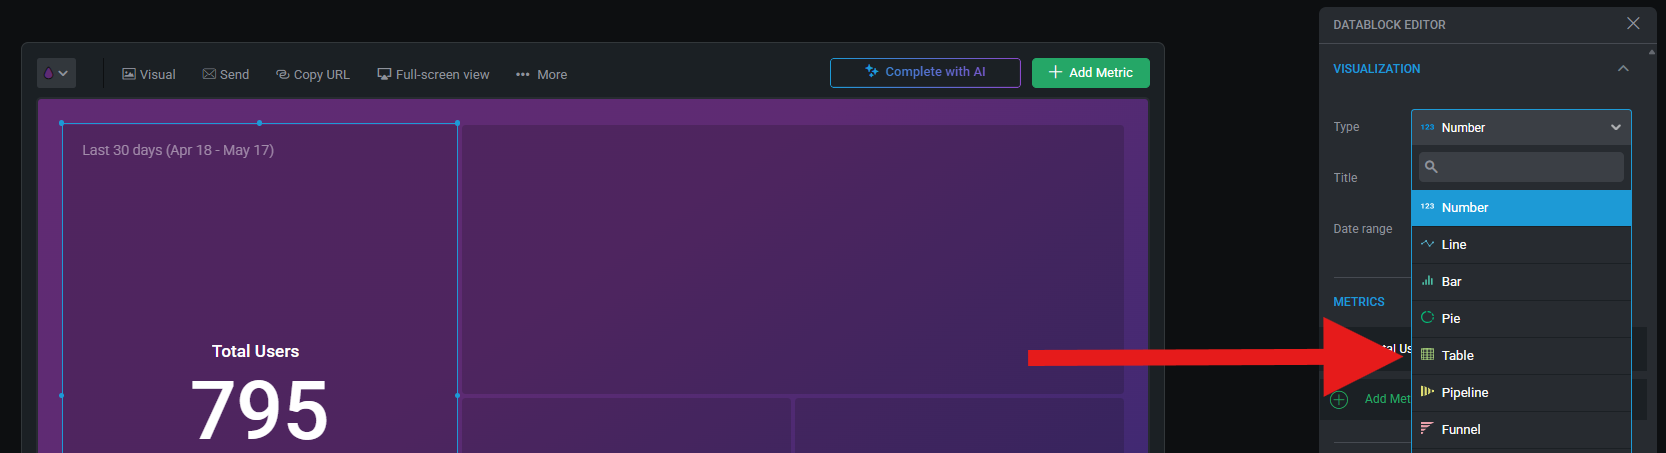 Visual
Send
Copy URL
Full-screen view
More
Complete with AI
Add Metric
Last 30 days (Apr 18 - May 17)
Total Users
795
DATABLOCK EDITOR
VISUALIZATION
Type
123 Number
Title
123 Number
Date range
Line
Bar
METRICS
Pie
Table
Pipeline
Funnel